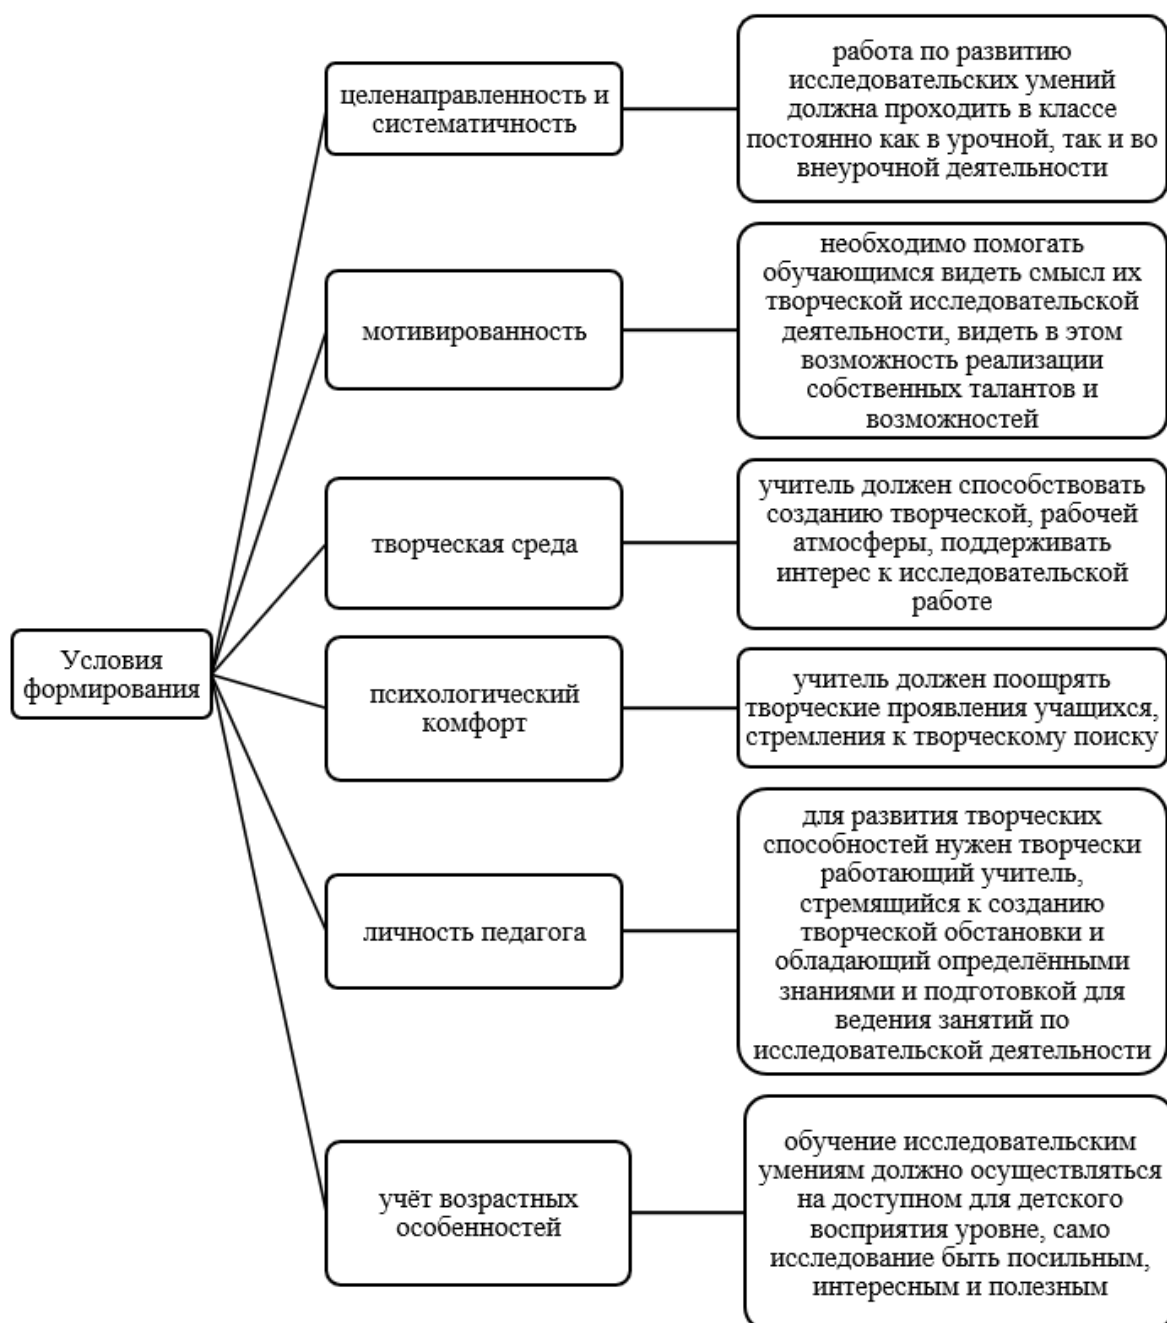 Условия
формирования
целенаправленность и
систематичность
работа по развитию
исследовательских умений
должна проходить в классе
постоянно как в урочной, так и во
внеурочной деятельности
мотивированность
необходимо помогать
обучающимся видеть смысл их
творческой исследовательской
деятельности, видеть в этом
возможность реализации
собственных талантов и
возможностей
творческая среда
учитель должен способствовать
созданию творческой, рабочей
атмосферы, поддерживать
интерес к исследовательской
работе
психологический
комфорт
учитель должен поощрять
творческие проявления учащихся,
стремления к творческому поиску
личность педагога
для развития творческих
способностей нужен творчески
работающий учитель,
стремящийся к созданию
творческой обстановки и
обладающий определёнными
знаниями и подготовкой для
ведения занятий по
исследовательской деятельности
учёт возрастных
особенностей
обучение исследовательским
умениям должно осуществляться
на доступном для детского
восприятия уровне, само
исследование быть посильным,
интересным и полезным